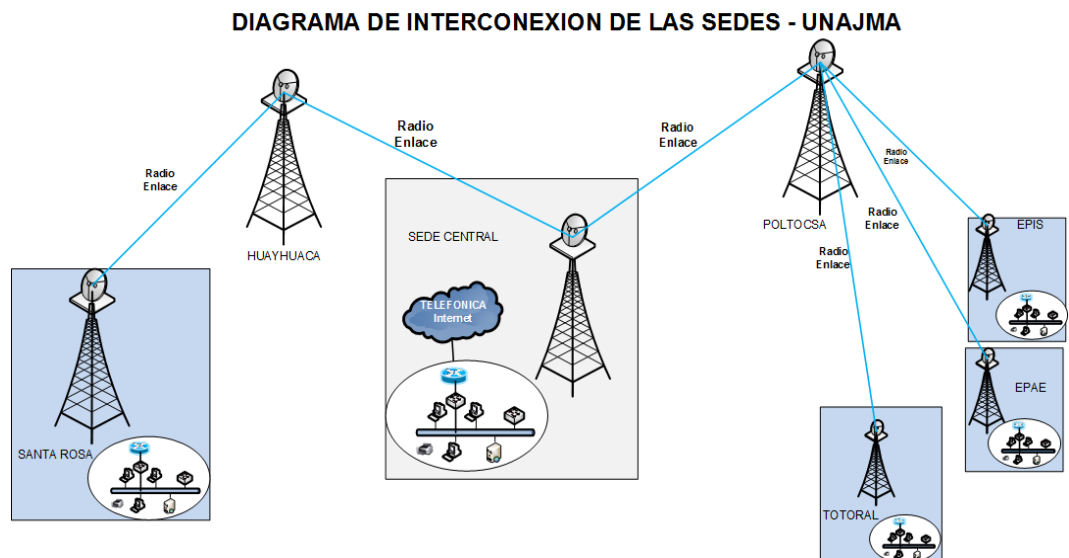 DIAGRAMA DE INTERCONEXION DE LAS SEDES - UNAJMA
Radio
Enlace
HUAYHUACA
SANTA ROSA
Radio
Enlace
SEDE CENTRAL
TELEFONICA
Internet
Radio
Enlace
POLTOCSA
Radio
Enlace
Radio
Enlace
Radio
Enlace
EPIS
EPAE
TOTORAL